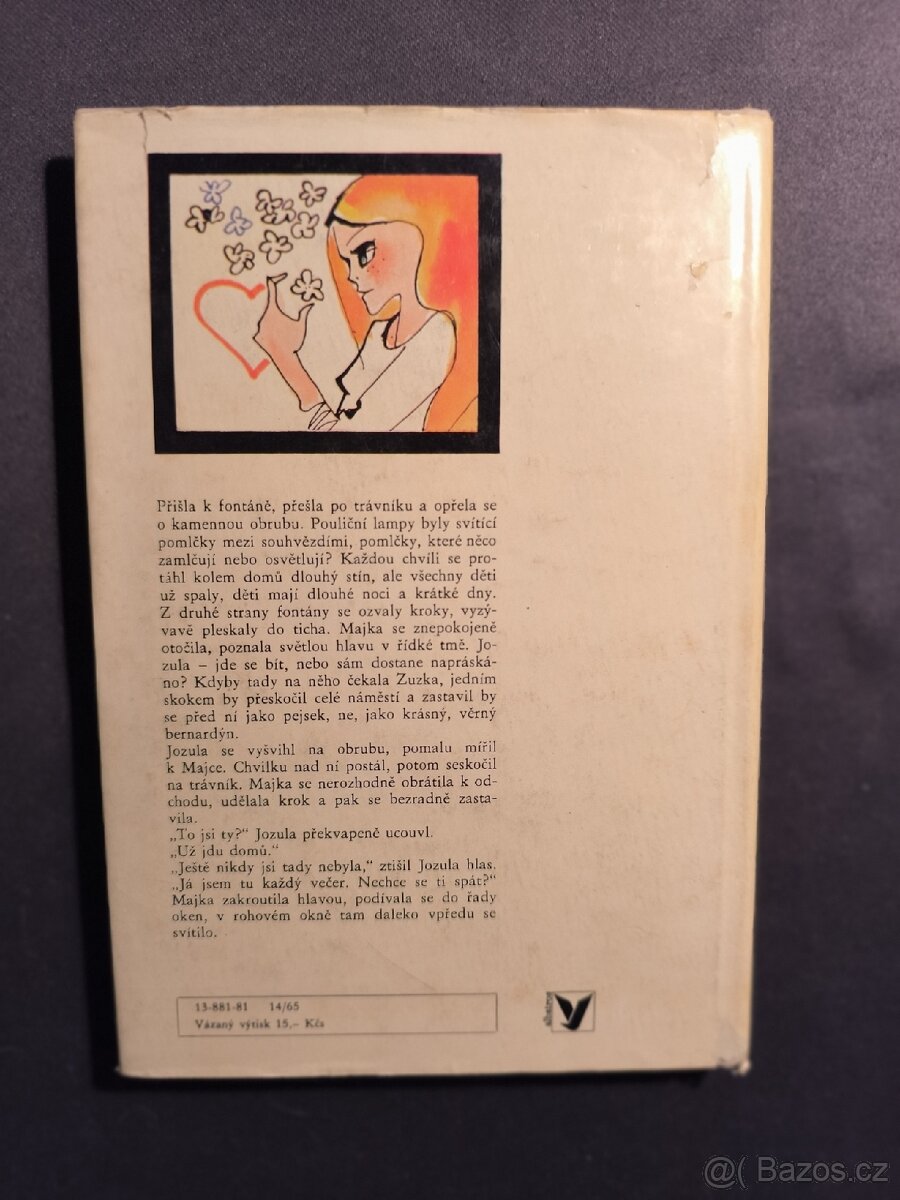 Přišla k fontáně, přešla po trávníku a opřela se
o kamennou obrubu. Pouliční lampy byly svítící
pomlčky mezi souhvězdími, pomlčky, které něco
zamlčují nebo osvětlují? Každou chvíli se pro-
táhl kolem domů dlouhý stín, ale všechny děti
už spaly, děti mají dlouhé noci a krátké dny.
Z druhé strany fontány se ozvaly kroky, vyzý-
vavě pleskaly do ticha. Majka se znepokojeně
otočila, poznala světlou hlavu v řídké tmě. Jo-
zula – jde se bít, nebo sám dostane napráská-
no? Kdyby tady na něho čekala Zuzka, jedním
skokem by přeskočil celé náměstí a zastavil by
se před ní jako pejsek, ne, jako krásný, věrný
bernardýn.
Jozula se vyšvihl na obrubu, pomalu mířil
k Majce. Chvilku nad ní postál, potom seskočil
na trávník. Majka se nerozhodně obrátila k od-
chodu, udělala krok a pak se bezradně zasta-
vila.
„To jsi ty?“ Jozula překvapeně ucouvl.
„Už jdu domů.“
„Ještě nikdy jsi tady nebyla,“ ztišil Jozula hlas.
„Já jsem tu každý večer. Nechce se ti spát?“
Majka zakroutila hlavou, podívala se do řady
oken, v rohovém okně tam daleko vpředu se
svítilo.
13-881-81 14/65
Vázaný výtisk 15,– Kčs
albatros
@( Bazos.cz